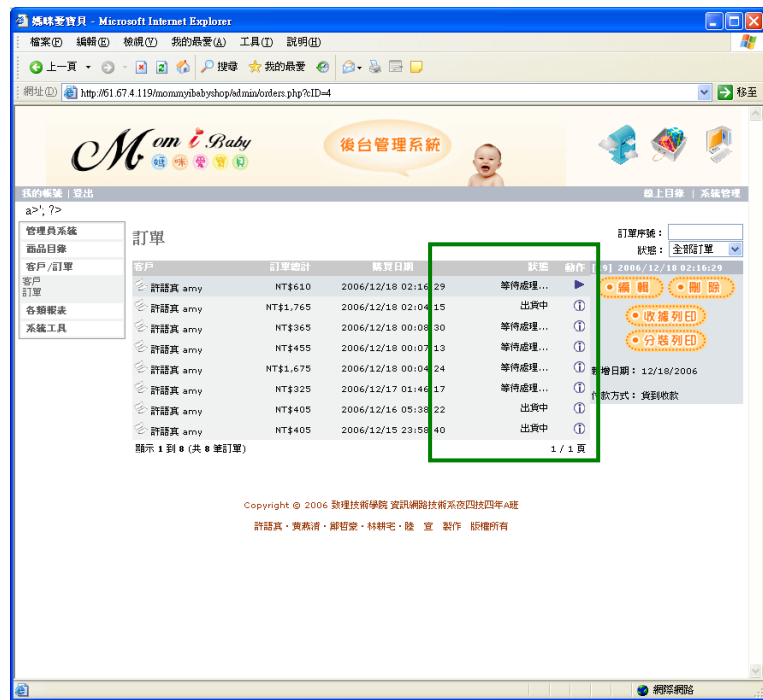 媽咪愛寶貝 - Microsoft Internet Explorer
檔案(F) 編輯(E) 檢視(V) 我的最愛(A) 工具(T) 說明(H)
上一頁 搜尋 我的最愛
網址(D) http://61.67.4.119/mommyibabyshop/admin/orders.php?cID=4 移至
Mom i Baby
媽咪愛寶貝
後台管理系統
我的帳號 | 登出 線上目錄 | 系統管理
a>'; ?>
管理員系統
商品目錄
客戶/訂單
客戶
訂單
各類報表
系統工具
訂單
訂單序號：
狀態： 全部訂單
客戶 訂單總計 購買日期 狀態 動作
許語真 amy NT$610 2006/12/18 02:16:29 等待處理...
許語真 amy NT$1,765 2006/12/18 02:04:15 出貨中
許語真 amy NT$365 2006/12/18 00:08:30 等待處理...
許語真 amy NT$455 2006/12/18 00:07:13 等待處理...
許語真 amy NT$1,675 2006/12/18 00:04:24 等待處理...
許語真 amy NT$325 2006/12/17 01:46:17 等待處理...
許語真 amy NT$405 2006/12/16 05:38:22 出貨中
許語真 amy NT$405 2006/12/15 23:58:40 出貨中
顯示 1 到 8 (共 8 筆訂單) 1 / 1 頁
9] 2006/12/18 02:16:29
編輯 刪除
收據列印
分裝列印
增日期： 12/18/2006
付款方式： 貨到收款
Copyright © 2006 致理技術學院 資訊網路技術系夜四技四年A班
許語真・黃・哲・林・陸 宣 製作 版權所有
網際網路